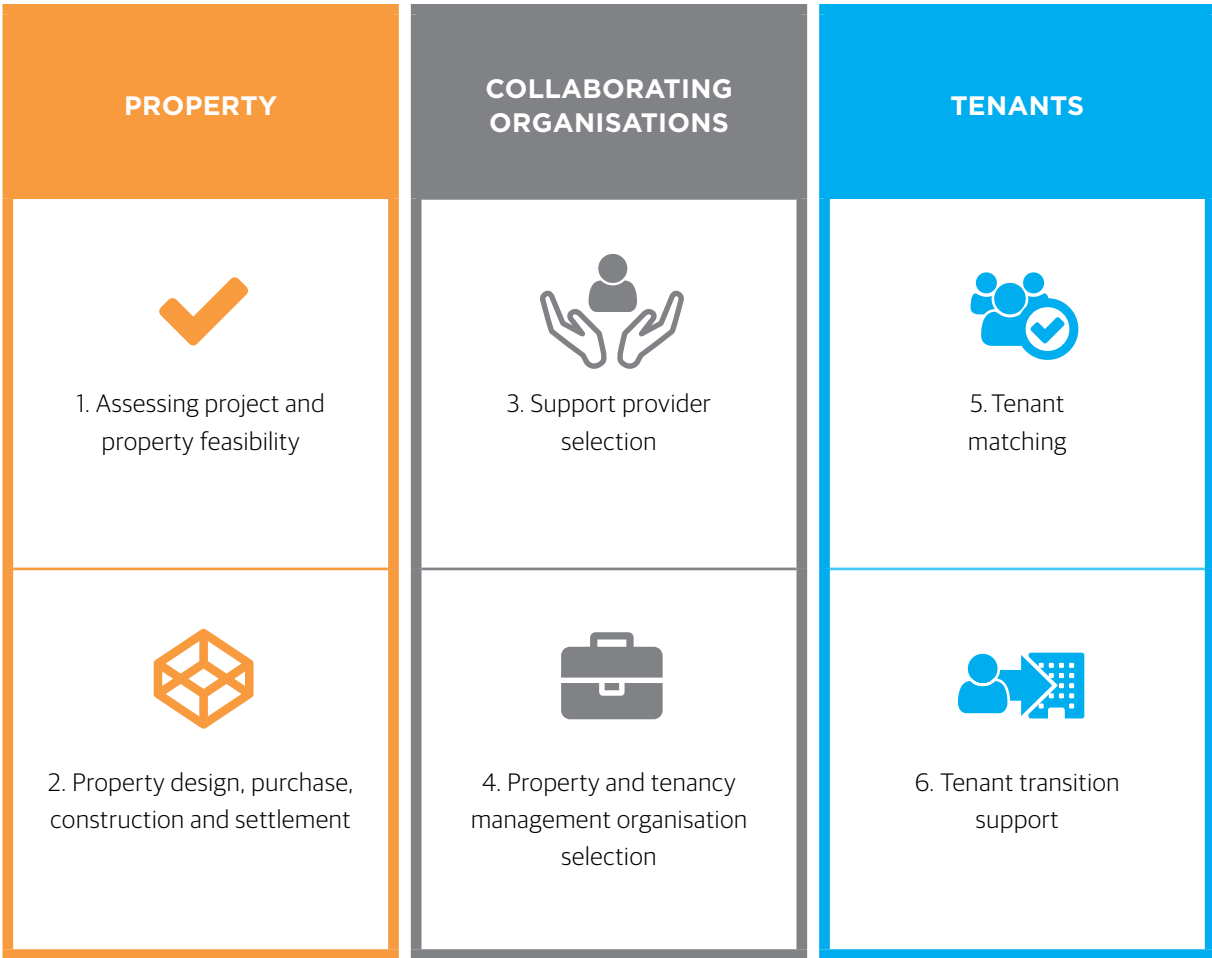 PROPERTY
1. Assessing project and
property feasibility
2. Property design, purchase,
construction and settlement
COLLABORATING
ORGANISATIONS
3. Support provider
selection
4. Property and tenancy
management organisation
selection
TENANTS
5. Tenant
matching
6. Tenant transition
support